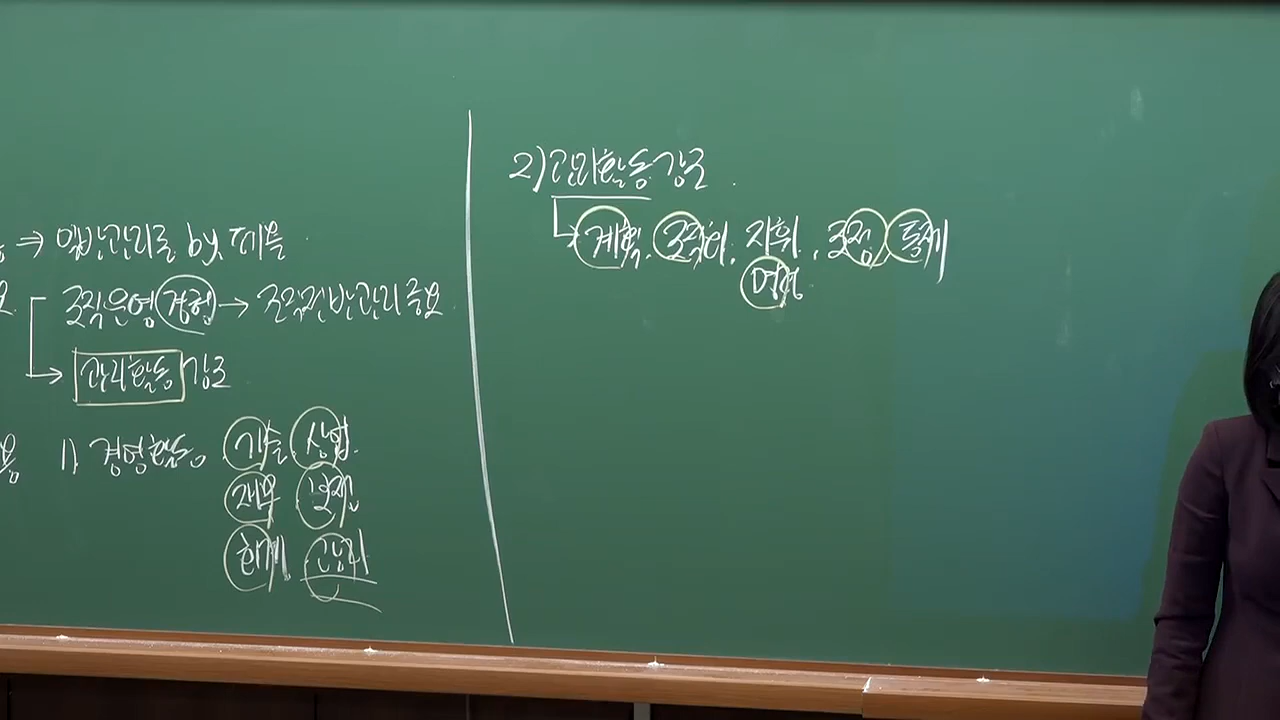 ⇒ 일반관리론 by. 페이욜
조직운영 경험 → 조직전반 관리 중요
→ 관리활동 강조
1) 경영활동 기술 상업
재무 보전
회계 관리
2) 관리활동 강조
→ 계획, 조직화, 지휘, 조정, 통제
명령